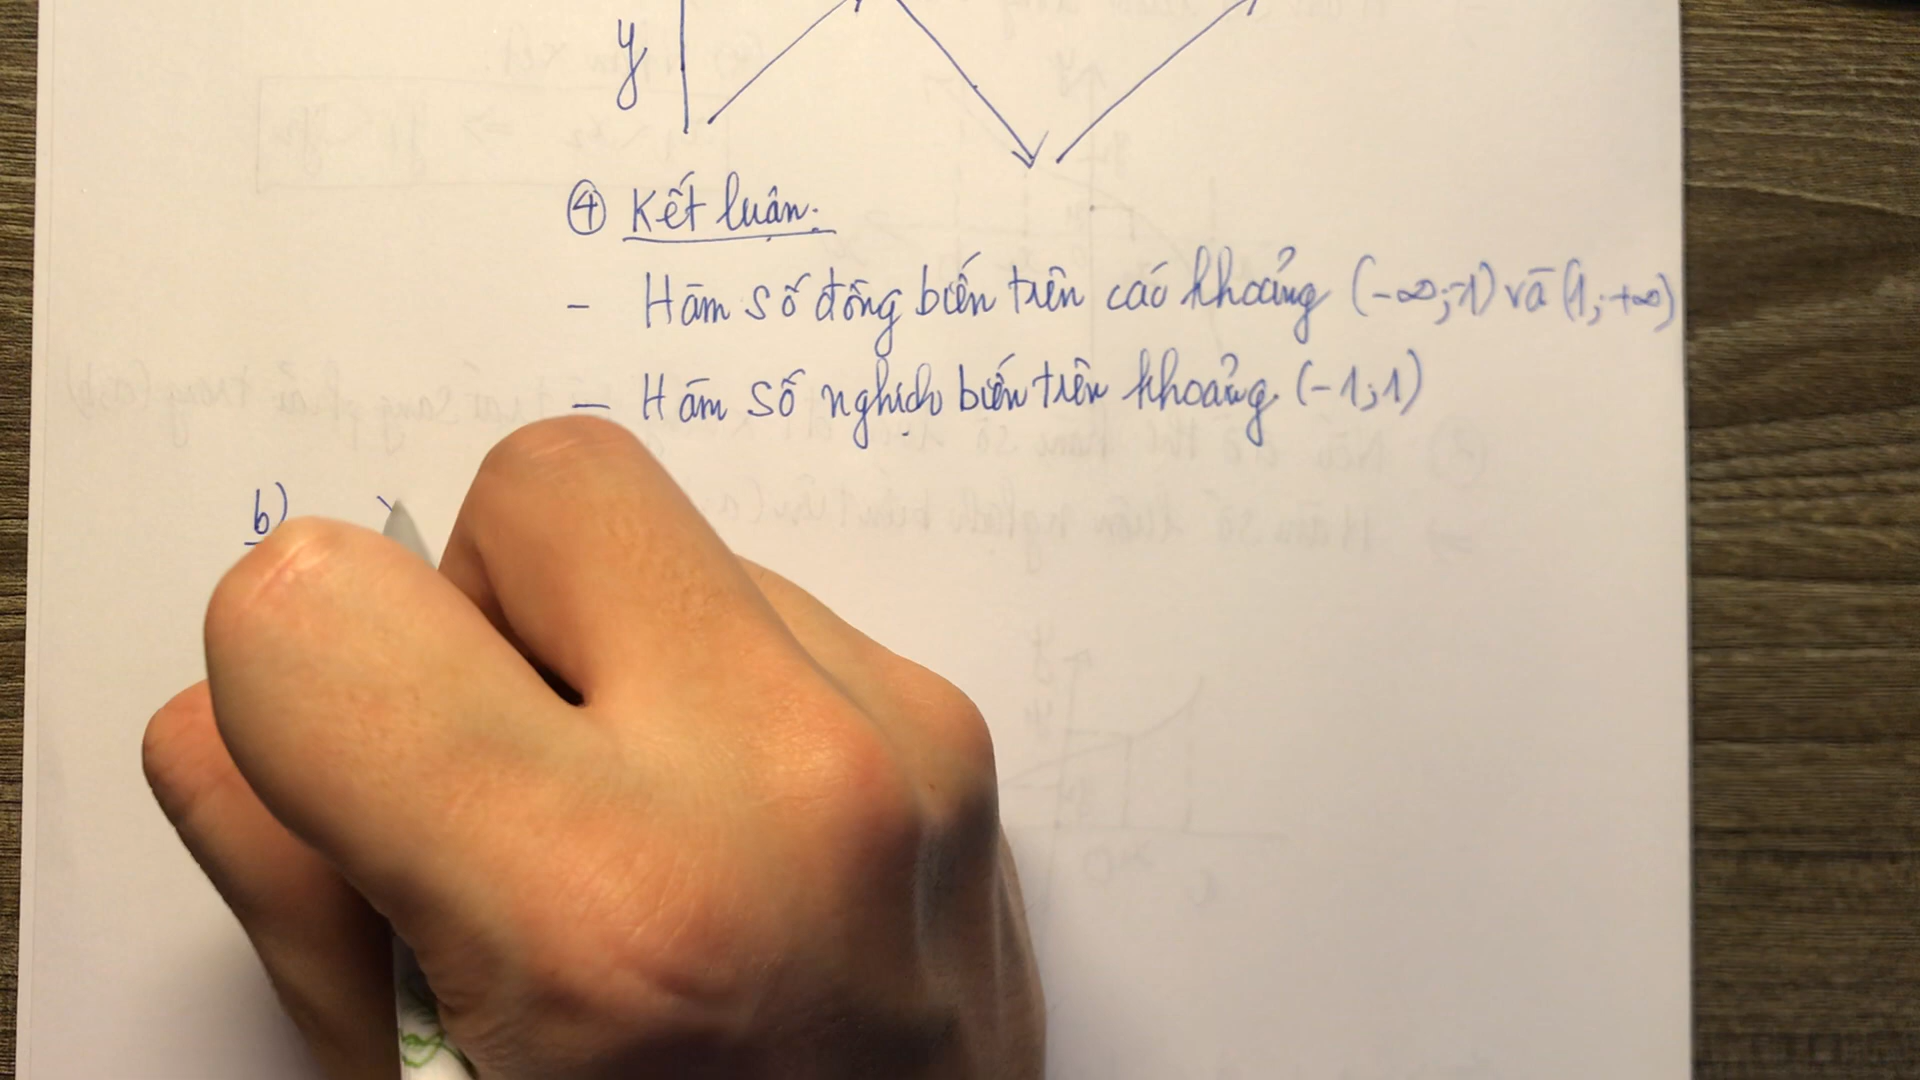 y
④ Kết luận:
- Hàm số đồng biến trên các khoảng (-∞;-1) và (1;+∞)
- Hàm số nghịch biến trên khoảng (-1;1)
b)